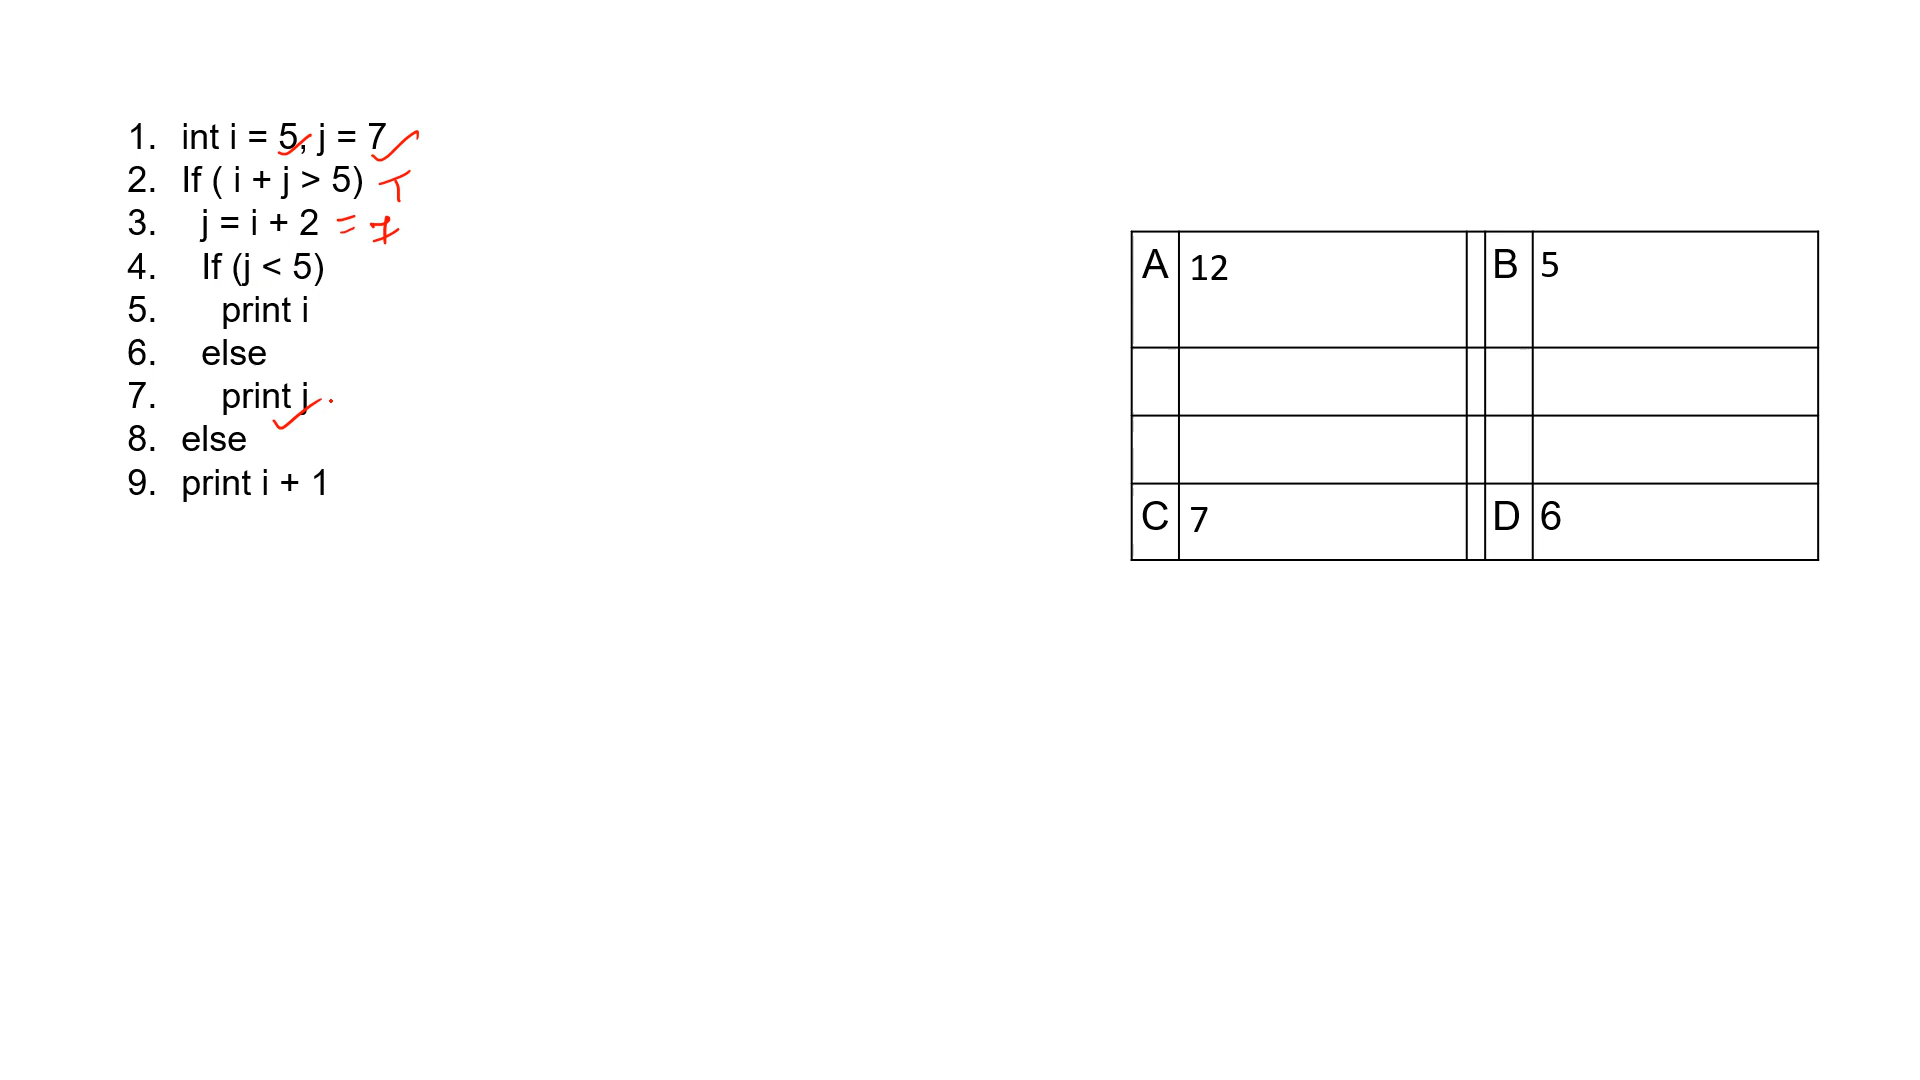 1. int i = 5, j = 7
2. If ( i + j > 5) T
3. j = i + 2 = 7
4. If (j < 5)
5. print i
6. else
7. print j
8. else
9. print i + 1
A 12 B 5
C 7 D 6